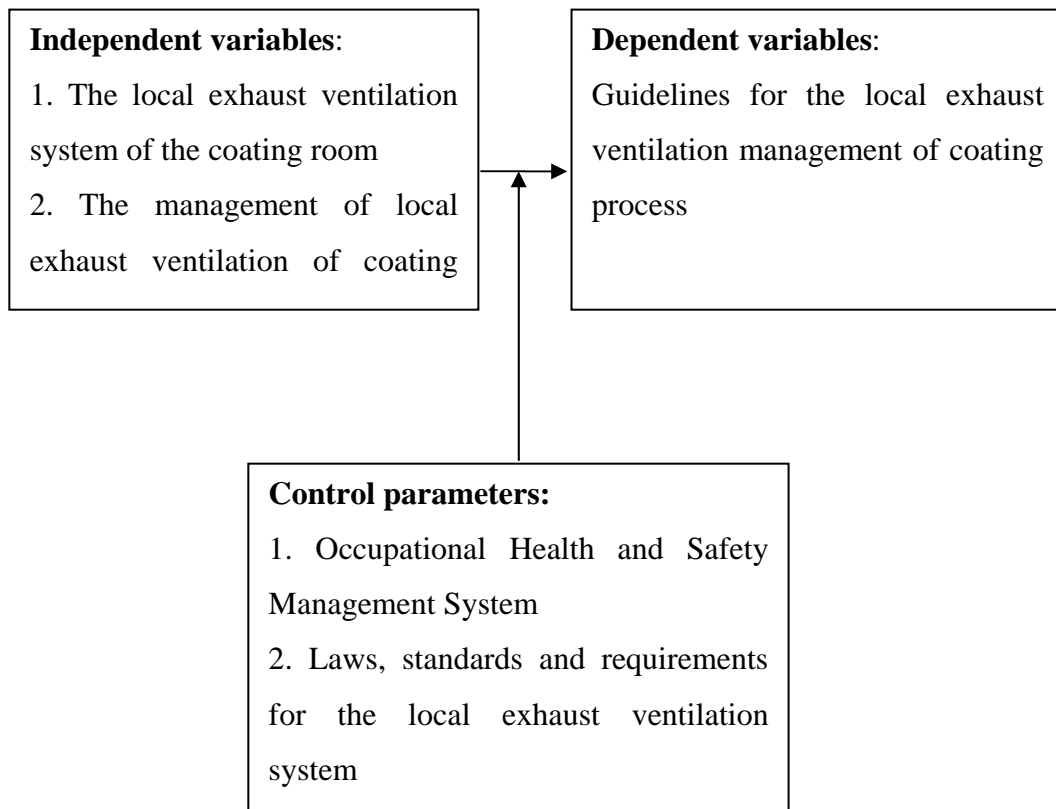 Independent variables:
1. The local exhaust ventilation
system of the coating room
2. The management of local
exhaust ventilation of coating
Dependent variables:
Guidelines for the local exhaust
ventilation management of coating
process
Control parameters:
1. Occupational Health and Safety
Management System
2. Laws, standards and requirements
for the local exhaust ventilation
system